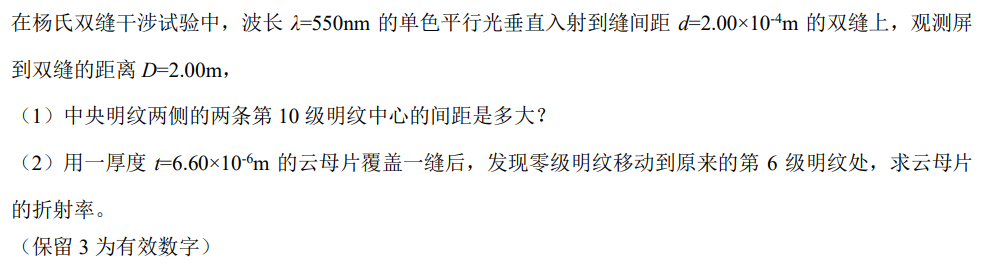 在杨氏双缝干涉试验中，波长 λ=550nm 的单色平行光垂直入射到缝间距 d=2.00×10⁻⁴m 的双缝上，观测屏
到双缝的距离 D=2.00m，
（1）中央明纹两侧的两条第 10 级明纹中心的间距是多大？
（2）用一厚度 t=6.60×10⁻⁶m 的云母片覆盖一缝后，发现零级明纹移动到原来的第 6 级明纹处，求云母片
的折射率。
（保留 3 为有效数字）